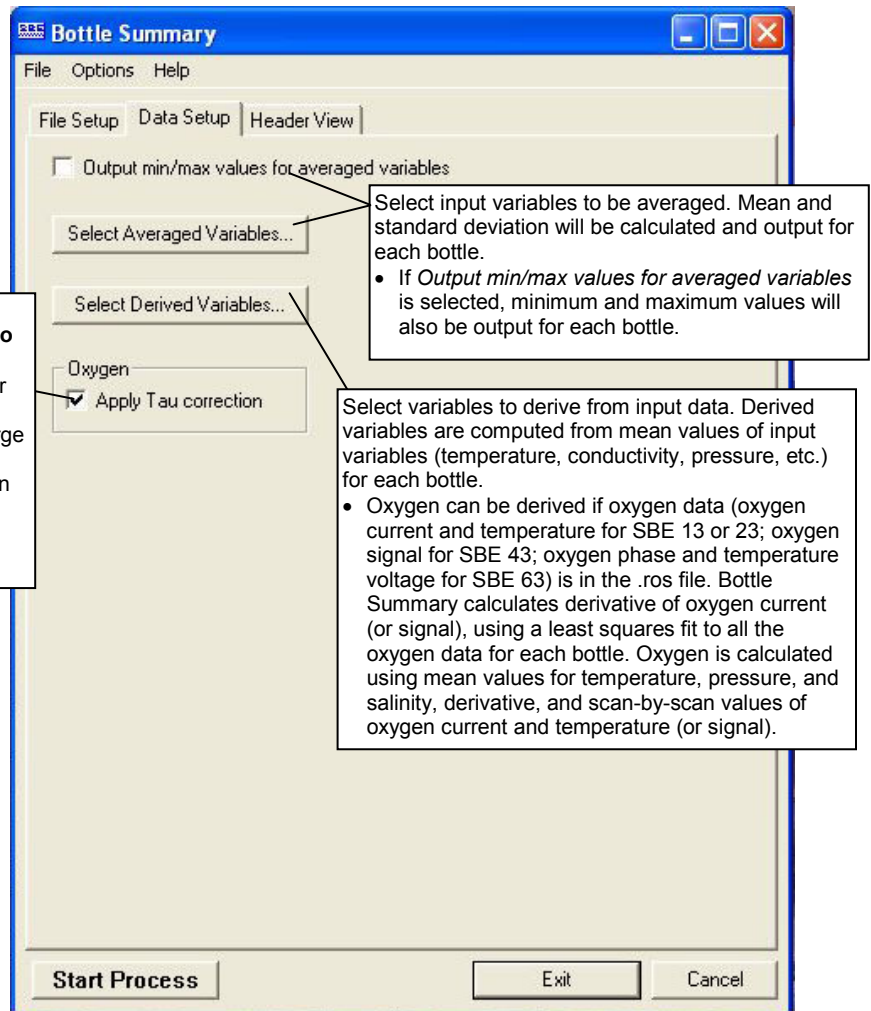 SBE Bottle Summary
File Options Help
File Setup Data Setup Header View
Output min/max values for averaged variables
Select Averaged Variables...
Select input variables to be averaged. Mean and
standard deviation will be calculated and output for
each bottle.
• If Output min/max values for averaged variables
is selected, minimum and maximum values will
also be output for each bottle.
Select Derived Variables...
o
r
rge
n
Oxygen
Apply Tau correction
Select variables to derive from input data. Derived
variables are computed from mean values of input
variables (temperature, conductivity, pressure, etc.)
for each bottle.
• Oxygen can be derived if oxygen data (oxygen
current and temperature for SBE 13 or 23; oxygen
signal for SBE 43; oxygen phase and temperature
voltage for SBE 63) is in the .ros file. Bottle
Summary calculates derivative of oxygen current
(or signal), using a least squares fit to all the
oxygen data for each bottle. Oxygen is calculated
using mean values for temperature, pressure, and
salinity, derivative, and scan-by-scan values of
oxygen current and temperature (or signal).
Start Process Exit Cancel